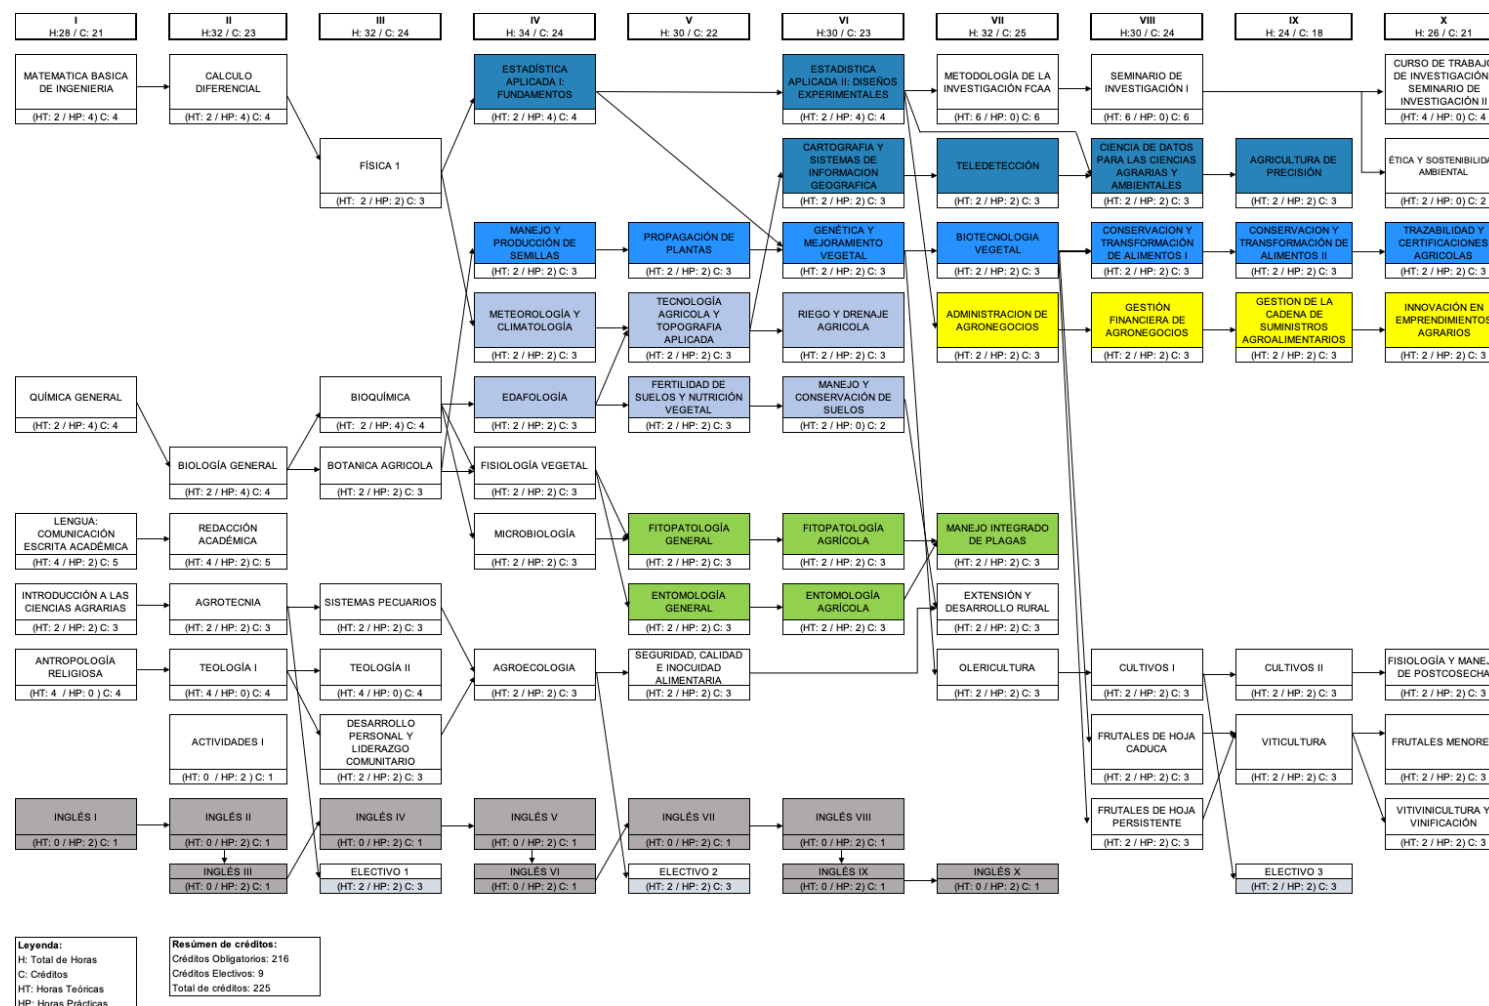 I
H:28 / C: 21
II
H:32 / C: 23
III
H: 32 / C: 24
IV
H: 34 / C: 24
V
H: 30 / C: 22
VI
H:30 / C: 23
VII
H: 32 / C: 25
VIII
H:30 / C: 24
IX
H: 24 / C: 18
X
H: 26 / C: 21
MATEMATICA BASICA
DE INGENIERIA
(HT: 2 / HP: 4) C: 4
CALCULO
DIFERENCIAL
(HT: 2 / HP: 4) C: 4
ESTADÍSTICA
APLICADA I:
FUNDAMENTOS
(HT: 2 / HP: 4) C: 4
ESTADISTICA
APLICADA II: DISEÑOS
EXPERIMENTALES
(HT: 2 / HP: 4) C: 4
METODOLOGÍA DE LA
INVESTIGACIÓN FCAA
(HT: 6 / HP: 0) C: 6
SEMINARIO DE
INVESTIGACIÓN I
(HT: 6 / HP: 0) C: 6
CURSO DE TRABAJO
DE INVESTIGACIÓN
SEMINARIO DE
INVESTIGACIÓN II
(HT: 4 / HP: 0) C: 4
FÍSICA 1
(HT:  2 / HP: 2) C: 3
CARTOGRAFIA Y
SISTEMAS DE
INFORMACION
GEOGRAFICA
(HT: 2 / HP: 2) C: 3
TELEDETECCIÓN
(HT: 2 / HP: 2) C: 3
CIENCIA DE DATOS
PARA LAS CIENCIAS
AGRARIAS Y
AMBIENTALES
(HT: 2 / HP: 2) C: 3
AGRICULTURA DE
PRECISIÓN
(HT: 2 / HP: 2) C: 3
ÉTICA Y SOSTENIBILIDA
AMBIENTAL
(HT: 2 / HP: 0) C: 2
MANEJO Y
PRODUCCIÓN DE
SEMILLAS
(HT: 2 / HP: 2) C: 3
PROPAGACIÓN DE
PLANTAS
(HT: 2 / HP: 2) C: 3
GENÉTICA Y
MEJORAMIENTO
VEGETAL
(HT: 2 / HP: 2) C: 3
BIOTECNOLOGIA
VEGETAL
(HT: 2 / HP: 2) C: 3
CONSERVACION Y
TRANSFORMACIÓN
DE ALIMENTOS I
(HT: 2 / HP: 2) C: 3
CONSERVACION Y
TRANSFORMACIÓN DE
ALIMENTOS II
(HT: 2 / HP: 2) C: 3
TRAZABILIDAD Y
CERTIFICACIONES
AGRICOLAS
(HT: 2 / HP: 2) C: 3
METEOROLOGÍA Y
CLIMATOLOGÍA
(HT: 2 / HP: 2) C: 3
TECNOLOGÍA
AGRICOLA Y
TOPOGRAFIA
APLICADA
(HT: 2 / HP: 2) C: 3
RIEGO Y DRENAJE
AGRICOLA
(HT: 2 / HP: 2) C: 3
ADMINISTRACION DE
AGRONEGOCIOS
(HT: 2 / HP: 2) C: 3
GESTIÓN
FINANCIERA DE
AGRONEGOCIOS
(HT: 2 / HP: 2) C: 3
GESTION DE LA
CADENA DE
SUMINISTROS
AGROALIMENTARIOS
(HT: 2 / HP: 2) C: 3
INNOVACIÓN EN
EMPRENDIMIENTOS
AGRARIOS
(HT: 2 / HP: 2) C: 3
QUÍMICA GENERAL
(HT: 2 / HP: 4) C: 4
BIOQUÍMICA
(HT:  2 / HP: 4) C: 4
EDAFOLOGÍA
(HT: 2 / HP: 2) C: 3
FERTILIDAD DE
SUELOS Y NUTRICIÓN
VEGETAL
(HT: 2 / HP: 2) C: 3
MANEJO Y
CONSERVACIÓN DE
SUELOS
(HT: 2 / HP: 0) C: 2
BIOLOGÍA GENERAL
(HT: 2 / HP: 4) C: 4
BOTANICA AGRICOLA
(HT: 2 / HP: 2) C: 3
FISIOLOGÍA VEGETAL
(HT: 2 / HP: 2) C: 3
LENGUA:
COMUNICACIÓN
ESCRITA ACADÉMICA
(HT: 4 / HP: 2) C: 5
REDACCIÓN
ACADÉMICA
(HT: 4 / HP: 2) C: 5
MICROBIOLOGÍA
(HT: 2 / HP: 2) C: 3
FITOPATOLOGÍA
GENERAL
(HT: 2 / HP: 2) C: 3
FITOPATOLOGÍA
AGRÍCOLA
(HT: 2 / HP: 2) C: 3
MANEJO INTEGRADO
DE PLAGAS
(HT: 2 / HP: 2) C: 3
INTRODUCCIÓN A LAS
CIENCIAS AGRARIAS
(HT: 2 / HP: 2) C: 3
AGROTECNIA
(HT: 2 / HP: 2) C: 3
SISTEMAS PECUARIOS
(HT: 2 / HP: 2) C: 3
ENTOMOLOGÍA
GENERAL
(HT: 2 / HP: 2) C: 3
ENTOMOLOGÍA
AGRÍCOLA
(HT: 2 / HP: 2) C: 3
EXTENSIÓN Y
DESARROLLO RURAL
(HT: 2 / HP: 2) C: 3
ANTROPOLOGÍA
RELIGIOSA
(HT: 4  / HP: 0 ) C: 4
TEOLOGÍA I
(HT: 4 / HP: 0) C: 4
TEOLOGÍA II
(HT: 4 / HP: 0) C: 4
AGROECOLOGIA
(HT: 2 / HP: 2) C: 3
SEGURIDAD, CALIDAD
E INOCUIDAD
ALIMENTARIA
(HT: 2 / HP: 2) C: 3
OLERICULTURA
(HT: 2 / HP: 2) C: 3
CULTIVOS I
(HT: 2 / HP: 2) C: 3
CULTIVOS II
(HT: 2 / HP: 2) C: 3
FISIOLOGÍA Y MANEJ
DE POSTCOSECHA
(HT: 2 / HP: 2) C: 3
ACTIVIDADES I
(HT: 0  / HP: 2 ) C: 1
DESARROLLO
PERSONAL Y
LIDERAZGO
COMUNITARIO
(HT: 2 / HP: 2) C: 3
FRUTALES DE HOJA
CADUCA
(HT: 2 / HP: 2) C: 3
VITICULTURA
(HT: 2 / HP: 2) C: 3
FRUTALES MENORE
(HT: 2 / HP: 2) C: 3
INGLÉS I
(HT: 0 / HP: 2) C: 1
INGLÉS II
(HT: 0 / HP: 2) C: 1
INGLÉS IV
(HT: 0 / HP: 2) C: 1
INGLÉS V
(HT: 0 / HP: 2) C: 1
INGLÉS VII
(HT: 0 / HP: 2) C: 1
INGLÉS VIII
(HT: 0 / HP: 2) C: 1
FRUTALES DE HOJA
PERSISTENTE
(HT: 2 / HP: 2) C: 3
VITIVINICULTURA Y
VINIFICACIÓN
(HT: 2 / HP: 2) C: 3
INGLÉS III
(HT: 0 / HP: 2) C: 1
ELECTIVO 1
(HT: 2 / HP: 2) C: 3
INGLÉS VI
(HT: 0 / HP: 2) C: 1
ELECTIVO 2
(HT: 2 / HP: 2) C: 3
INGLÉS IX
(HT: 0 / HP: 2) C: 1
INGLÉS X
(HT: 0 / HP: 2) C: 1
ELECTIVO 3
(HT: 2 / HP: 2) C: 3
Leyenda:
H: Total de Horas
C: Créditos
HT: Horas Teóricas
HP: Horas Prácticas
Resúmen de créditos:
Créditos Obligatorios: 216
Créditos Electivos: 9
Total de créditos: 225